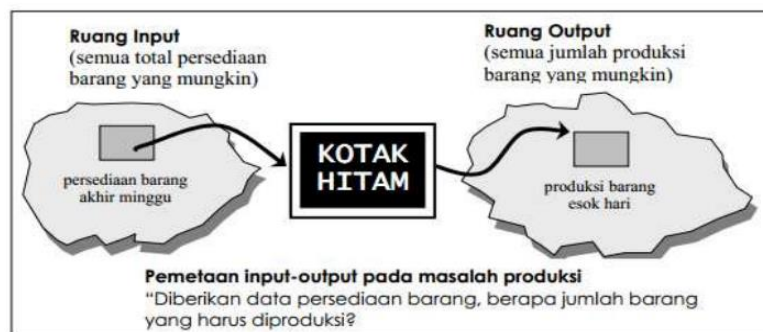 Ruang Input
(semua total persediaan
barang yang mungkin)
Ruang Output
(semua jumlah produksi
barang yang mungkin)
KOTAK
HITAM
persediaan barang
akhir minggu
produksi barang
esok hari
Pemetaan input-output pada masalah produksi
“Diberikan data persediaan barang, berapa jumlah barang
yang harus diproduksi?